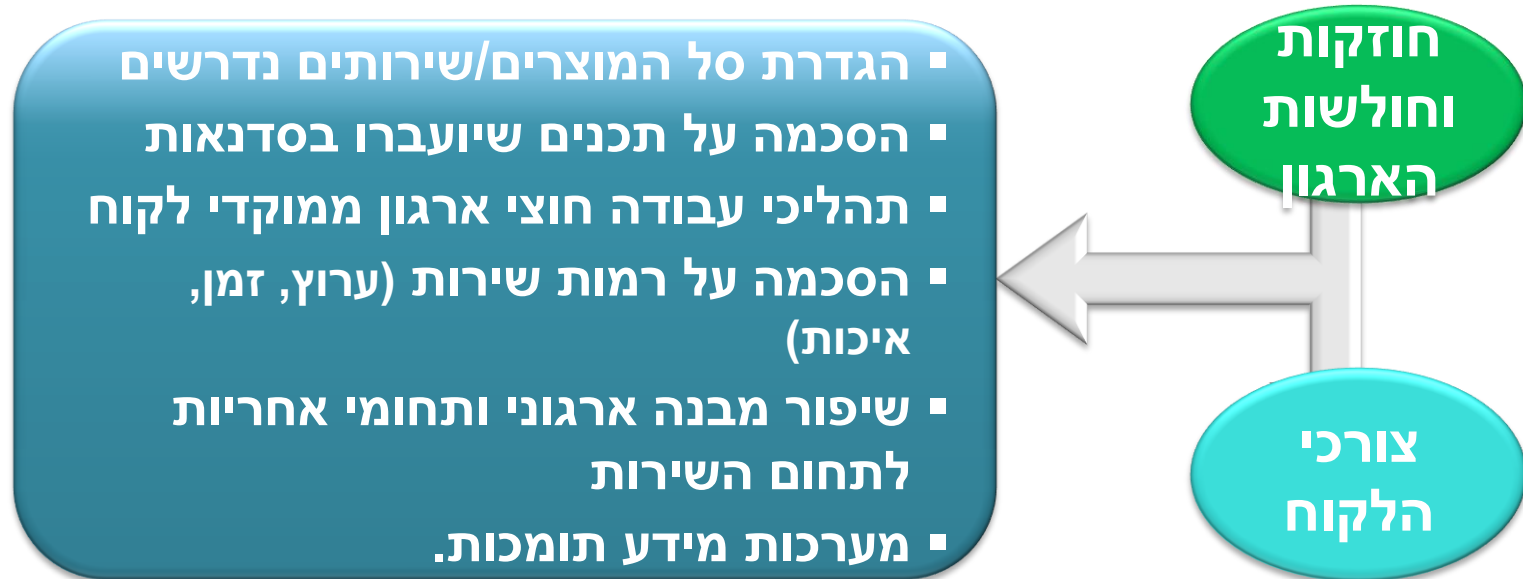 חוזקות
וחולשות
הארגון
צורכי
הלקוח
▪ הגדרת סל המוצרים/שירותים נדרשים
▪ הסכמה על תכנים שיועברו בסדנאות
▪ תהליכי עבודה חוצי ארגון ממוקדי לקוח
▪ הסכמה על רמות שירות (ערוץ, זמן,
איכות)
▪ שיפור מבנה ארגוני ותחומי אחריות
לתחום השירות
▪ מערכות מידע תומכות.